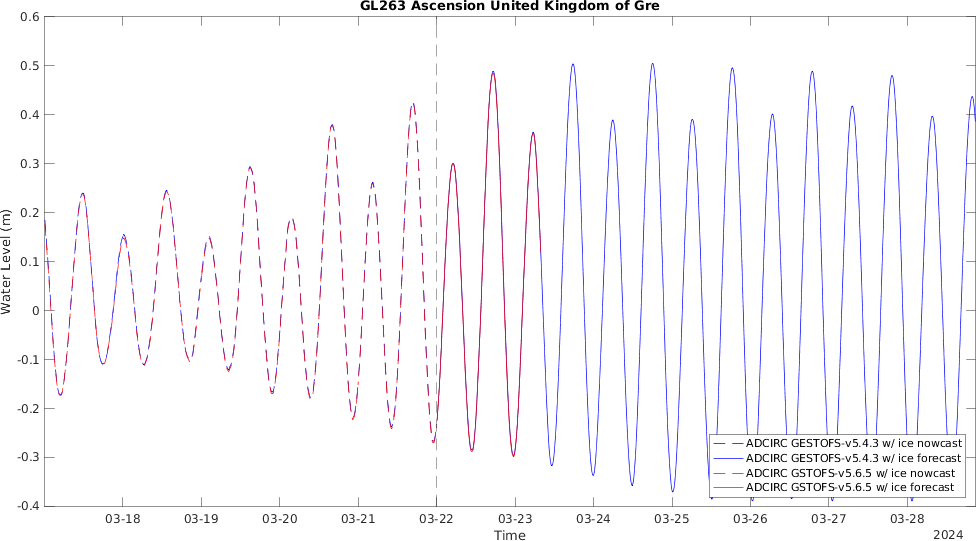 GL263 Ascension United Kingdom of Gre
0.6
0.5
0.4
0.3
0.2
0.1
0
-0.1
-0.2
-0.3
-0.4
Water Level (m)
ADCIRC GESTOFS-v5.4.3 w/ ice nowcast
ADCIRC GESTOFS-v5.4.3 w/ ice forecast
ADCIRC GSTOFS-v5.6.5 w/ ice nowcast
ADCIRC GSTOFS-v5.6.5 w/ ice forecast
03-18 03-19 03-20 03-21 03-22 03-23 03-24 03-25 03-26 03-27 03-28
Time
2024